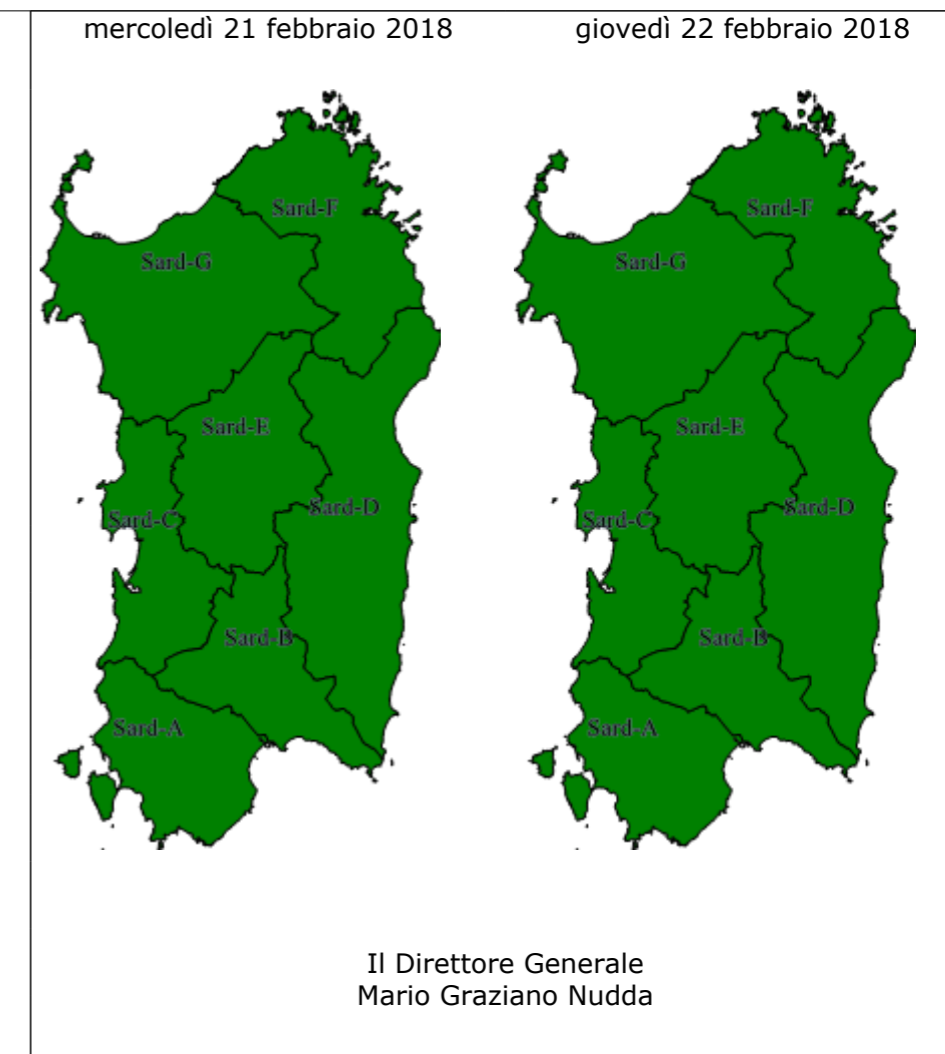 mercoledì 21 febbraio 2018
giovedì 22 febbraio 2018
Sard-F
Sard-G
Sard-E
Sard-D
Sard-C
Sard-B
Sard-A
Sard-F
Sard-G
Sard-E
Sard-D
Sard-C
Sard-B
Sard-A
Il Direttore Generale
Mario Graziano Nudda